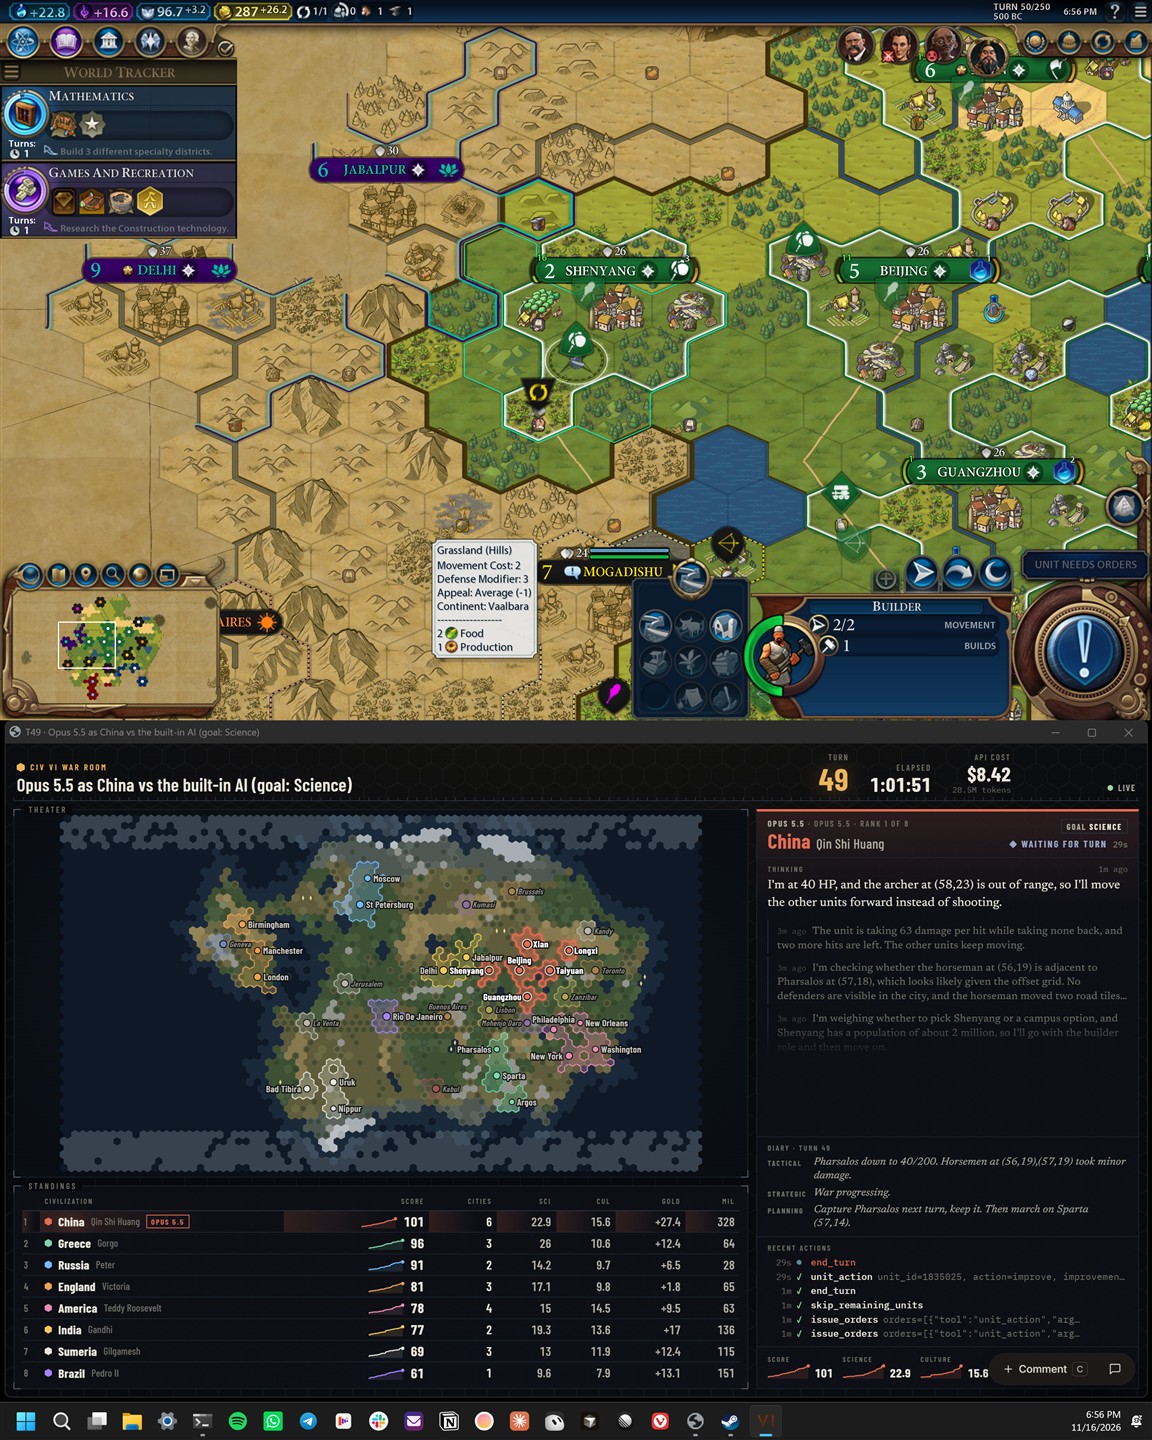 +22.8 +16.6 96.7 +3.2 287 +26.2 1/1 0 1 1
TURN 50/250
500 BC
6:56 PM
?
WORLD TRACKER
MATHEMATICS
Turns:
1
Build 3 different specialty districts.
GAMES AND RECREATION
Turns:
1
Research the Construction technology.
6
30
6 JABALPUR
37
9 DELHI
26
2 SHENYANG
26
5 BEIJING
26
3 GUANGZHOU
24
7 MOGADISHU
AIRES
Grassland (Hills)
Movement Cost: 2
Defense Modifier: 3
Appeal: Average (-1)
Continent: Vaalbara
------------------
2 Food
1 Production
UNIT NEEDS ORDERS
BUILDER
2/2 MOVEMENT
1 BUILDS
T49 · Opus 5.5 as China vs the built-in AI (goal: Science)
CIV VI WAR ROOM
Opus 5.5 as China vs the built-in AI (goal: Science)
TURN
49
ELAPSED
1:01:51
API COST
$8.42
28.5M tokens
LIVE
THEATER
Moscow
St Petersburg
Brussels
Kumasi
Birmingham
Geneva
Manchester
London
Kandy
Xian
Longxi
Jabalpur
Beijing
Delhi
Shenyang
Taiyuan
Toronto
Jerusalem
Guangzhou
Zanzibar
Buenos Aires
Lisbon
Rio De Janeiro
Mohenjo Daro
Philadelphia
New Orleans
La Venta
Pharsalos
New York
Washington
Sparta
Uruk
Bad Tibira
Kabul
Nippur
Argos
OPUS 5.5 · OPUS 5.5 · RANK 1 OF 8
GOAL SCIENCE
China Qin Shi Huang
WAITING FOR TURN 29s
THINKING
1m ago
I'm at 40 HP, and the archer at (58,23) is out of range, so I'll move
the other units forward instead of shooting.
3m ago The unit is taking 63 damage per hit while taking none back, and
two more hits are left. The other units keep moving.
3m ago I'm checking whether the horseman at (56,19) is adjacent to
Pharsalos at (57,18), which looks likely given the offset grid. No
defenders are visible in the city, and the horseman moved two road tiles…
3m ago I'm weighing whether to pick Shenyang or a campus option, and
Shenyang has a population of about 2 million, so I'll go with the builder
role and then move on.
DIARY · TURN 49
TACTICAL Pharsalos down to 40/200. Horsemen at (56,19),(57,19) took minor
damage.
STRATEGIC War progressing.
PLANNING Capture Pharsalos next turn, keep it. Then march on Sparta
(57,14).
RECENT ACTIONS
29s end_turn
29s ✓ unit_action unit_id=1835025, action=improve, improvemen…
1m ✓ end_turn
1m ✓ skip_remaining_units
1m ✓ issue_orders orders=[{"tool":"unit_action","arg…
1m ✓ issue_orders orders=[{"tool":"unit_action","arg…
SCORE 101 SCIENCE 22.9 CULTURE 15.6
+ Comment C
STANDINGS
CIVILIZATION SCORE CITIES SCI CUL GOLD MIL
1 China Qin Shi Huang OPUS 5.5 101 6 22.9 15.6 +27.4 328
2 Greece Gorgo 96 3 26 10.6 +12.4 64
3 Russia Peter 91 2 14.2 9.7 +6.5 28
4 England Victoria 81 3 17.1 9.8 +1.8 65
5 America Teddy Roosevelt 78 4 15 14.5 +9.5 63
6 India Gandhi 77 2 19.3 13.6 +17 136
7 Sumeria Gilgamesh 69 3 13 11.9 +12.4 115
8 Brazil Pedro II 61 1 9.6 7.9 +13.1 151
6:56 PM
11/16/2026